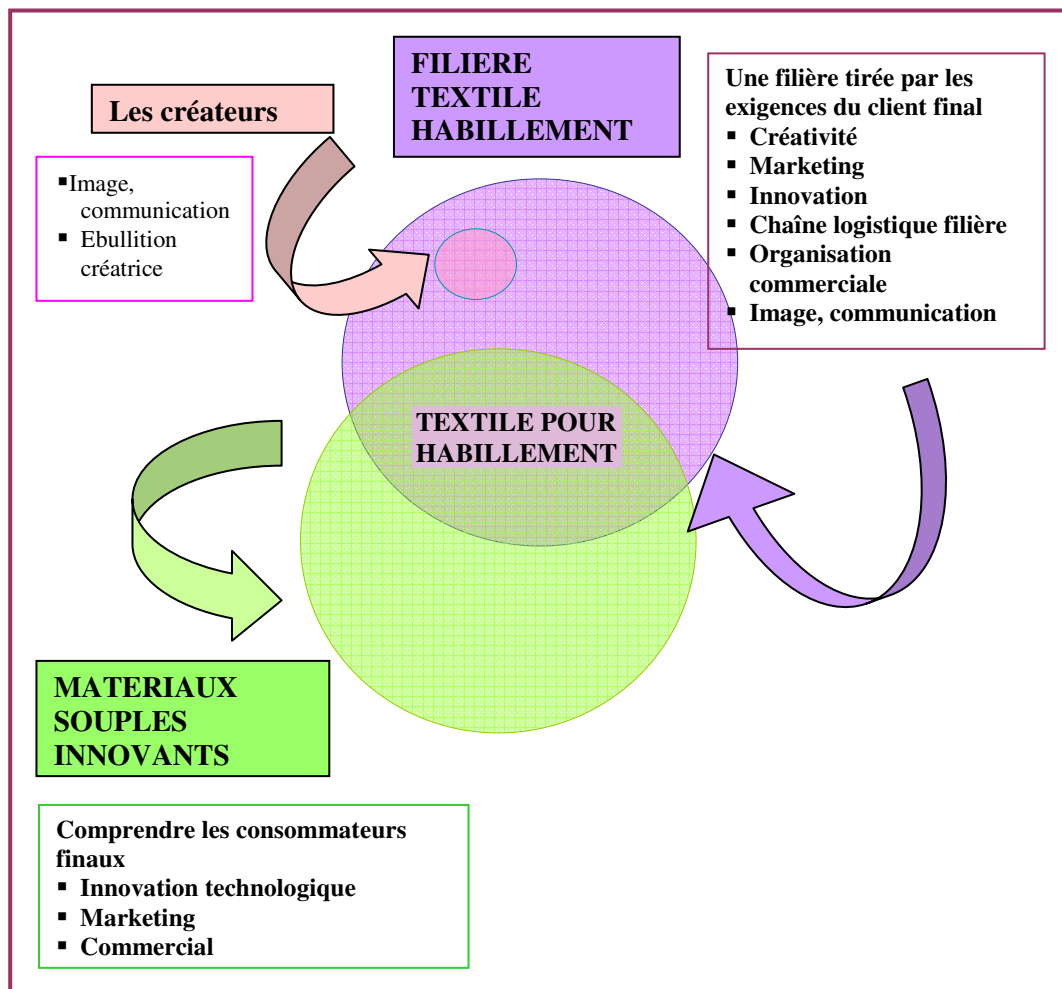 FILIERE
TEXTILE
HABILLEMENT
Les créateurs
▪Image,
communication
▪ Ebullition
créatrice
Une filière tirée par les
exigences du client final
▪ Créativité
▪ Marketing
▪ Innovation
▪ Chaîne logistique filière
▪ Organisation
commerciale
▪ Image, communication
TEXTILE POUR
HABILLEMENT
MATERIAUX
SOUPLES
INNOVANTS
Comprendre les consommateurs
finaux
▪ Innovation technologique
▪ Marketing
▪ Commercial